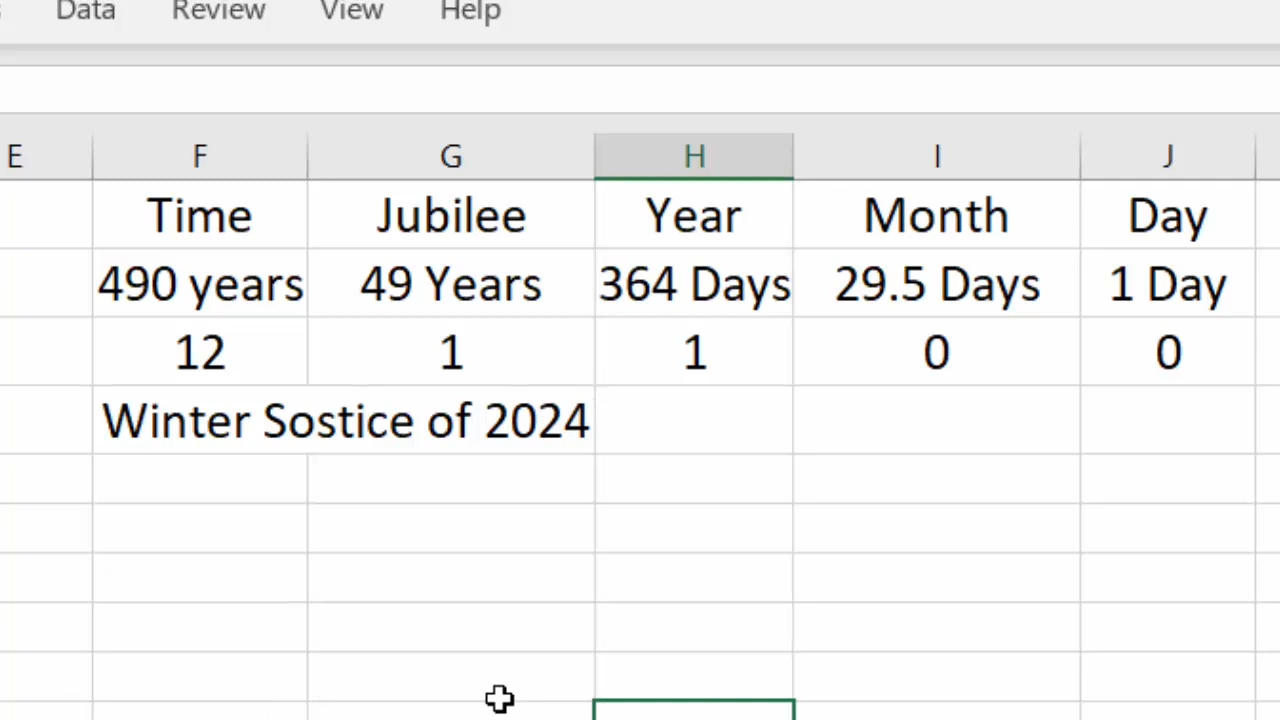 Data Review View Help
E F G H I J
Time Jubilee Year Month Day
490 years 49 Years 364 Days 29.5 Days 1 Day
12 1 1 0 0
Winter Sostice of 2024